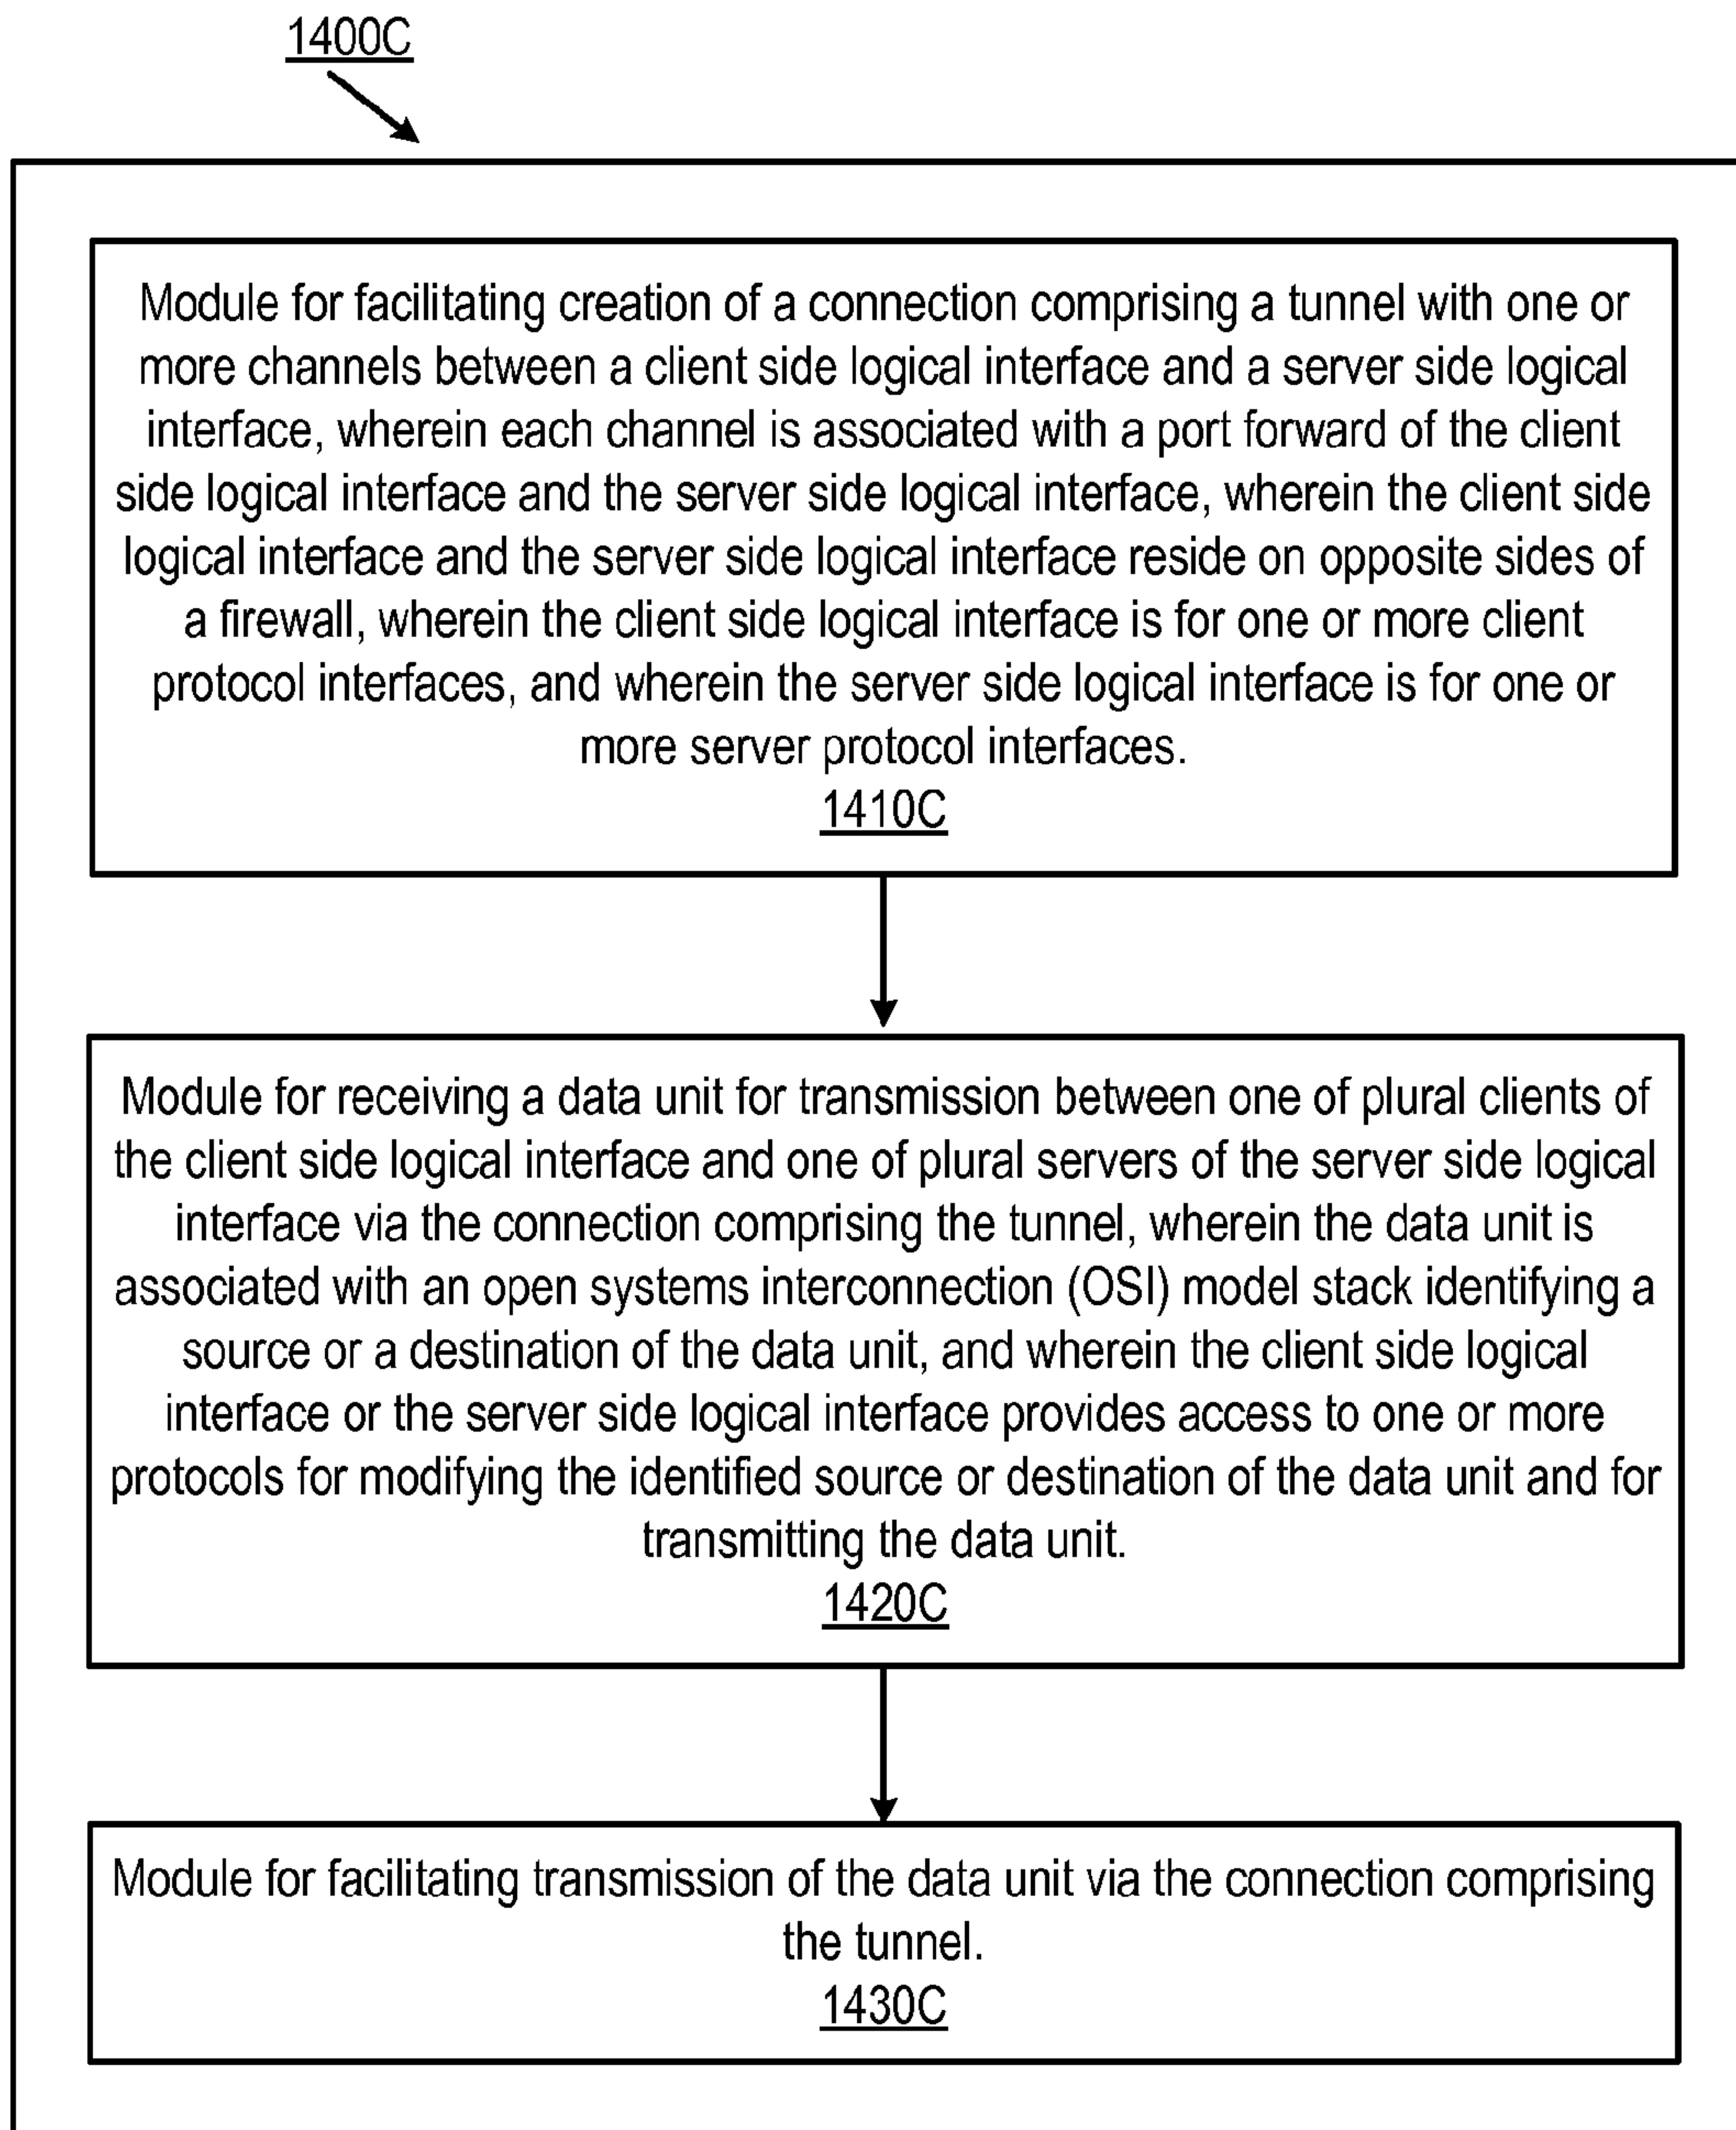 1400C
Module for facilitating creation of a connection comprising a tunnel with one or
more channels between a client side logical interface and a server side logical
interface, wherein each channel is associated with a port forward of the client
side logical interface and the server side logical interface, wherein the client side
logical interface and the server side logical interface reside on opposite sides of
a firewall, wherein the client side logical interface is for one or more client
protocol interfaces, and wherein the server side logical interface is for one or
more server protocol interfaces.
1410C
Module for receiving a data unit for transmission between one of plural clients of
the client side logical interface and one of plural servers of the server side logical
interface via the connection comprising the tunnel, wherein the data unit is
associated with an open systems interconnection (OSI) model stack identifying a
source or a destination of the data unit, and wherein the client side logical
interface or the server side logical interface provides access to one or more
protocols for modifying the identified source or destination of the data unit and for
transmitting the data unit.
1420C
Module for facilitating transmission of the data unit via the connection comprising
the tunnel.
1430C